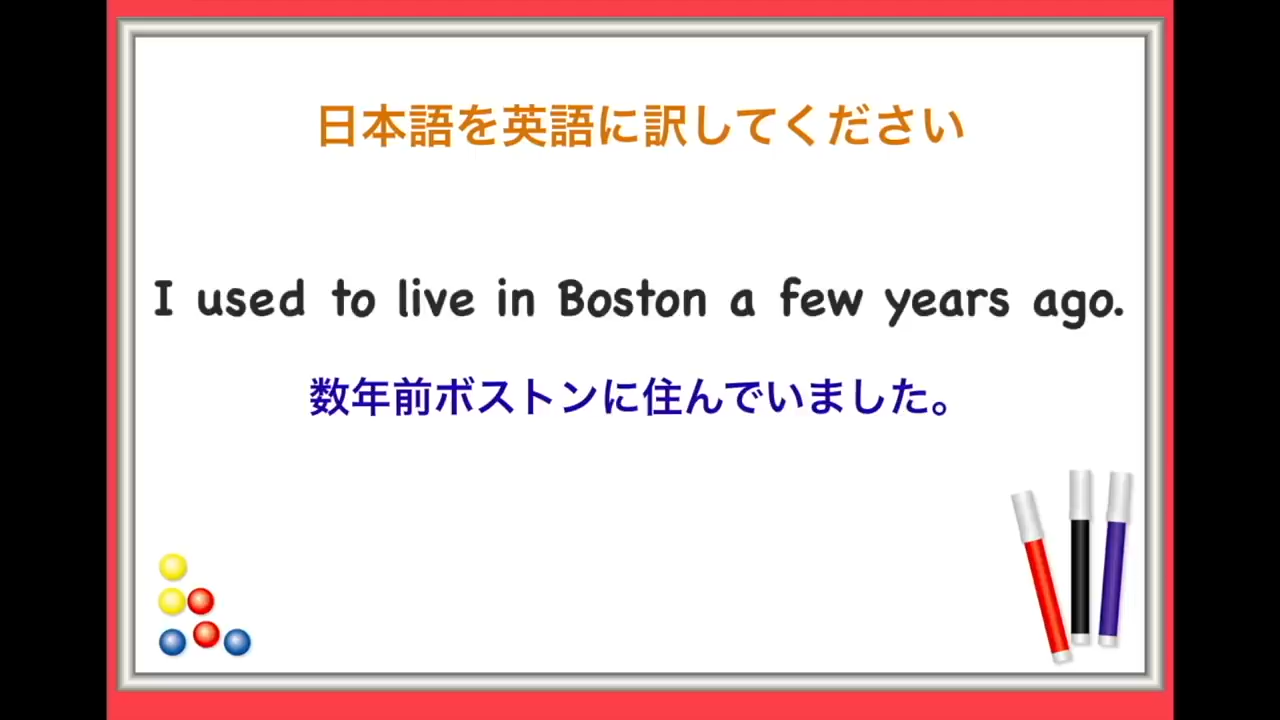 日本語を英語に訳してください
I used to live in Boston a few years ago.
数年前ボストンに住んでいました。